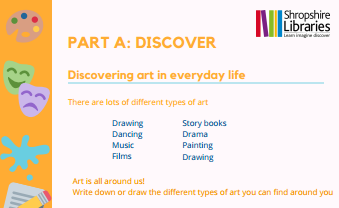 Shropshire
Libraries
Learn imagine discover
PART A: DISCOVER
Discovering art in everyday life
There are lots of different types of art
Drawing
Dancing
Music
Films
Story books
Drama
Painting
Drawing
Art is all around us!
Write down or draw the different types of art you can find around you